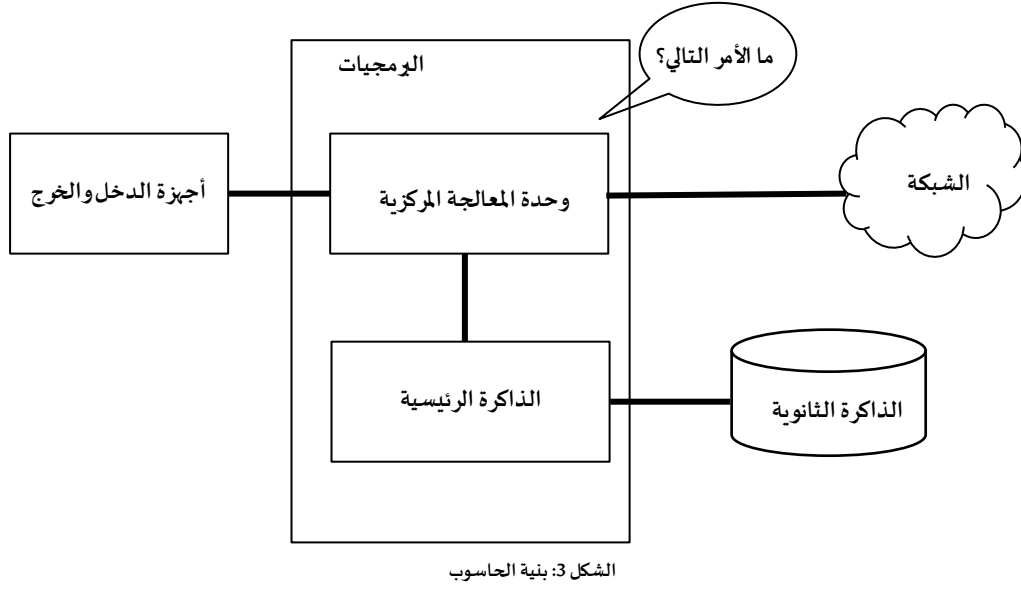 ما الأمر التالي؟
البرمجيات
أجهزة الدخل والخرج
وحدة المعالجة المركزية
الشبكة
الذاكرة الرئيسية
الذاكرة الثانوية
الشكل 3: بنية الحاسوب